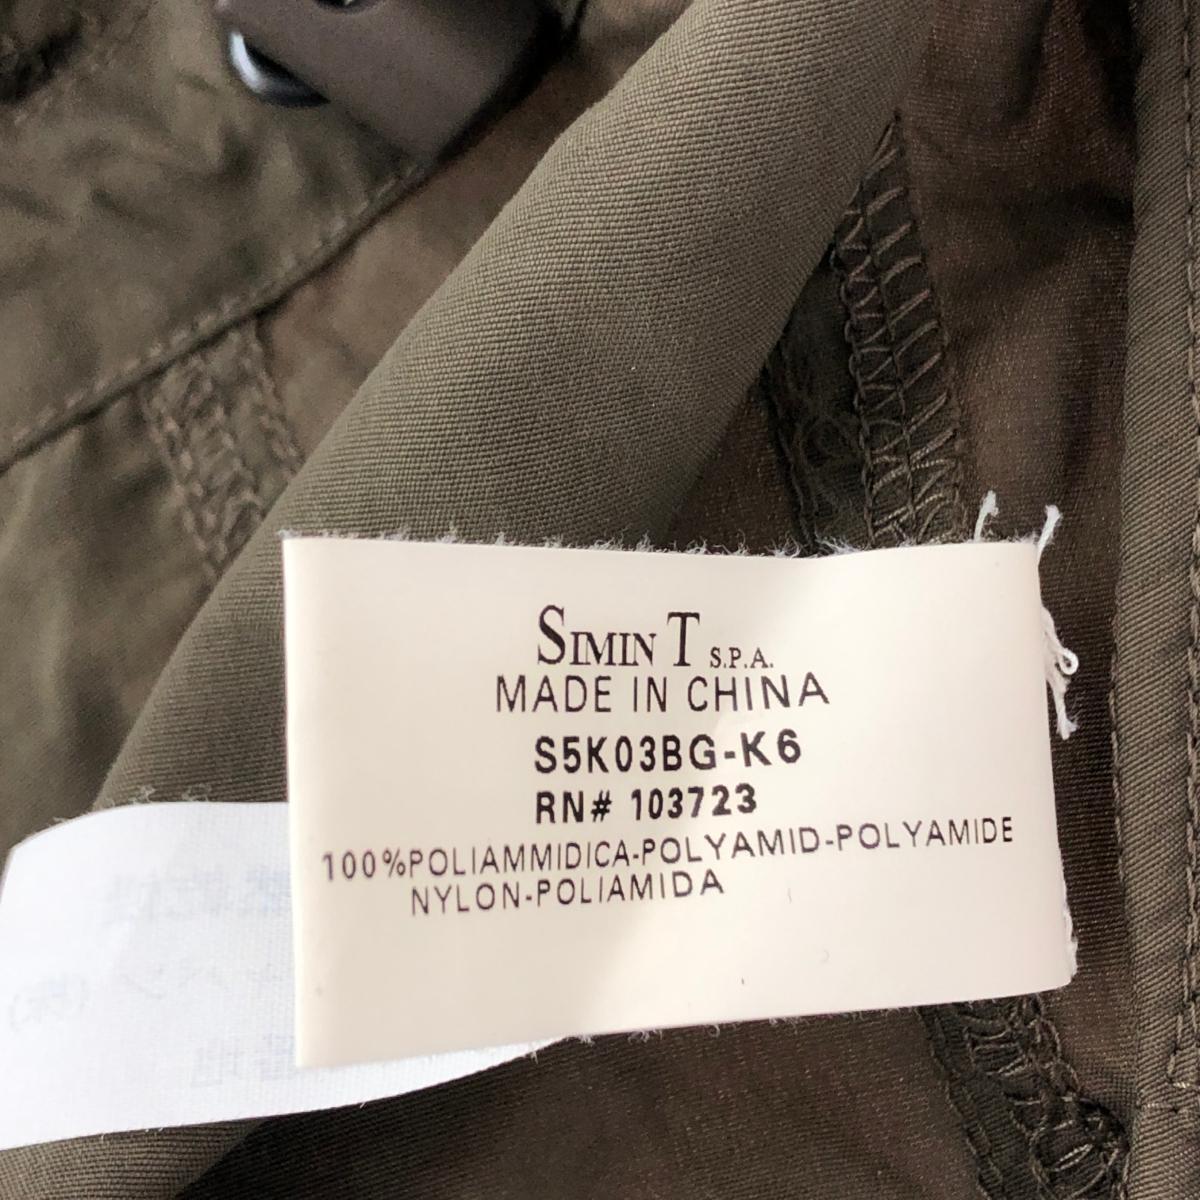 SIMIN T S.P.A.
MADE IN CHINA
S5K03BG-K6
RN# 103723
100%POLIAMMIDICA-POLYAMID-POLYAMIDE
NYLON-POLIAMIDA